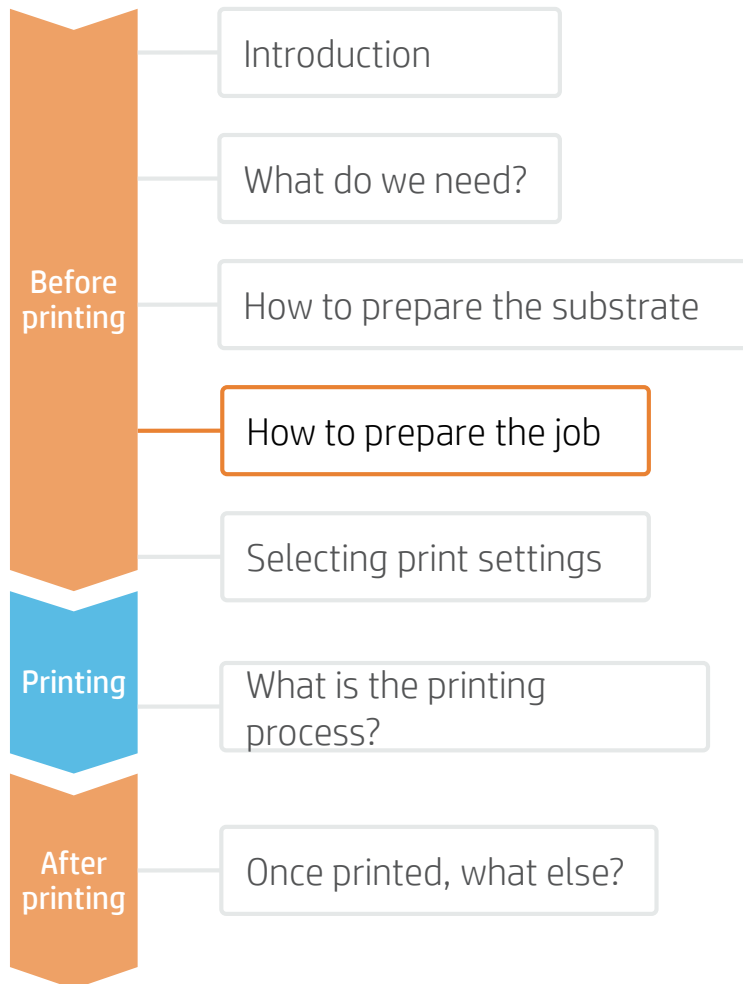 Introduction
What do we need?
Before
printing
How to prepare the substrate
How to prepare the job
Selecting print settings
Printing
What is the printing
process?
After
printing
Once printed, what else?